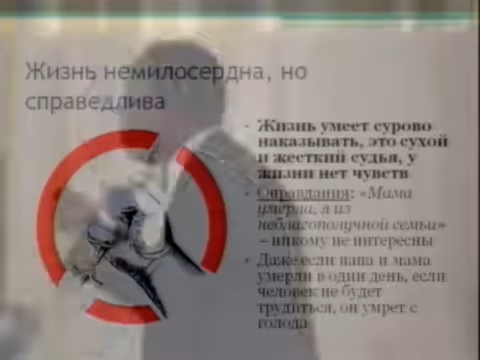 Жизнь немилосердна, но
справедлива
Жизнь умеет сурово
наказывать, это сухой
и жесткий судья, у
жизни нет чувств
Оправдания: «Мама
умерла, я из
неблагополучной семьи»
– никому не интересны
Даже если папа и мама
умерли в один день, если
человек не будет
трудиться, он умрет с
голода